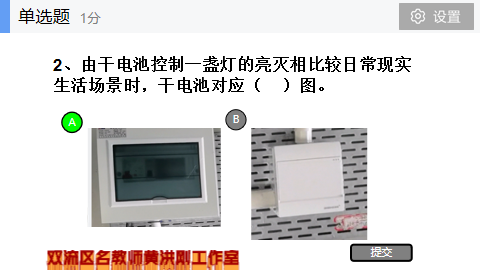 单选题 1分
设置
2、由干电池控制一盏灯的亮灭相比较日常现实
生活场景时，干电池对应（ ）图。
A
B
双流区名教师黄洪刚工作室
提交